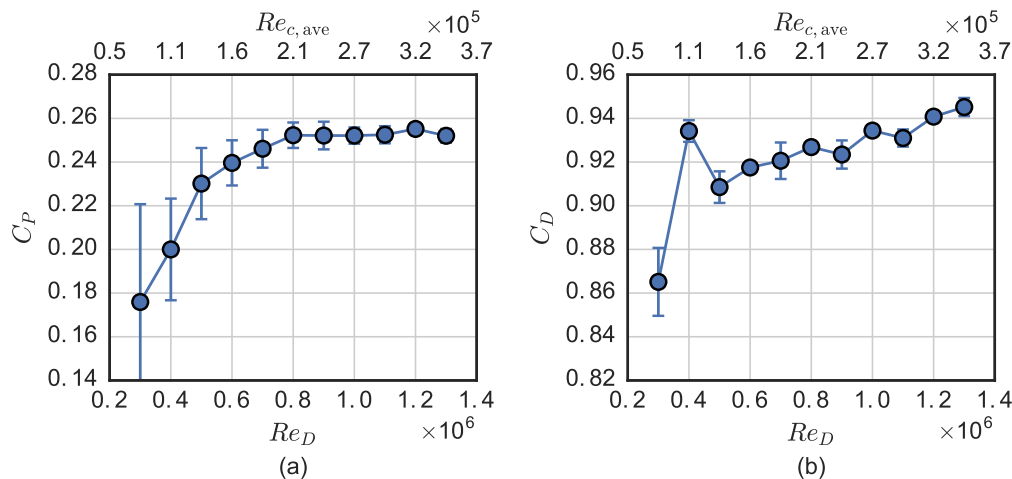 Re_{c,ave} ×10^5
0.5 1.1 1.6 2.1 2.7 3.2 3.7
0.28
0.26
0.24
0.22
0.20
0.18
0.16
0.14
C_P
0.2 0.4 0.6 0.8 1.0 1.2 1.4
Re_D ×10^6
(a)
Re_{c,ave} ×10^5
0.5 1.1 1.6 2.1 2.7 3.2 3.7
0.96
0.94
0.92
0.90
0.88
0.86
0.84
0.82
C_D
0.2 0.4 0.6 0.8 1.0 1.2 1.4
Re_D ×10^6
(b)